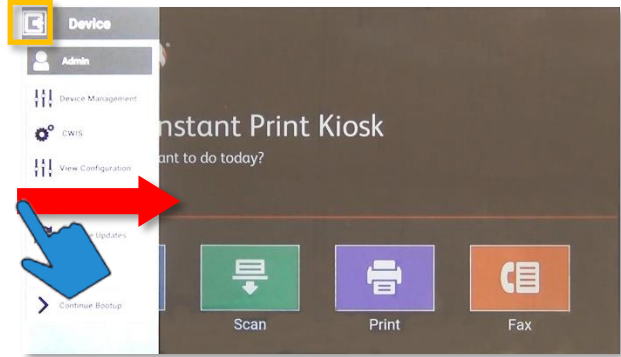 Device
Admin
Device Management
CWIS
View Configuration
Updates
Continue Bootup
nstant Print Kiosk
ant to do today?
Scan
Print
Fax